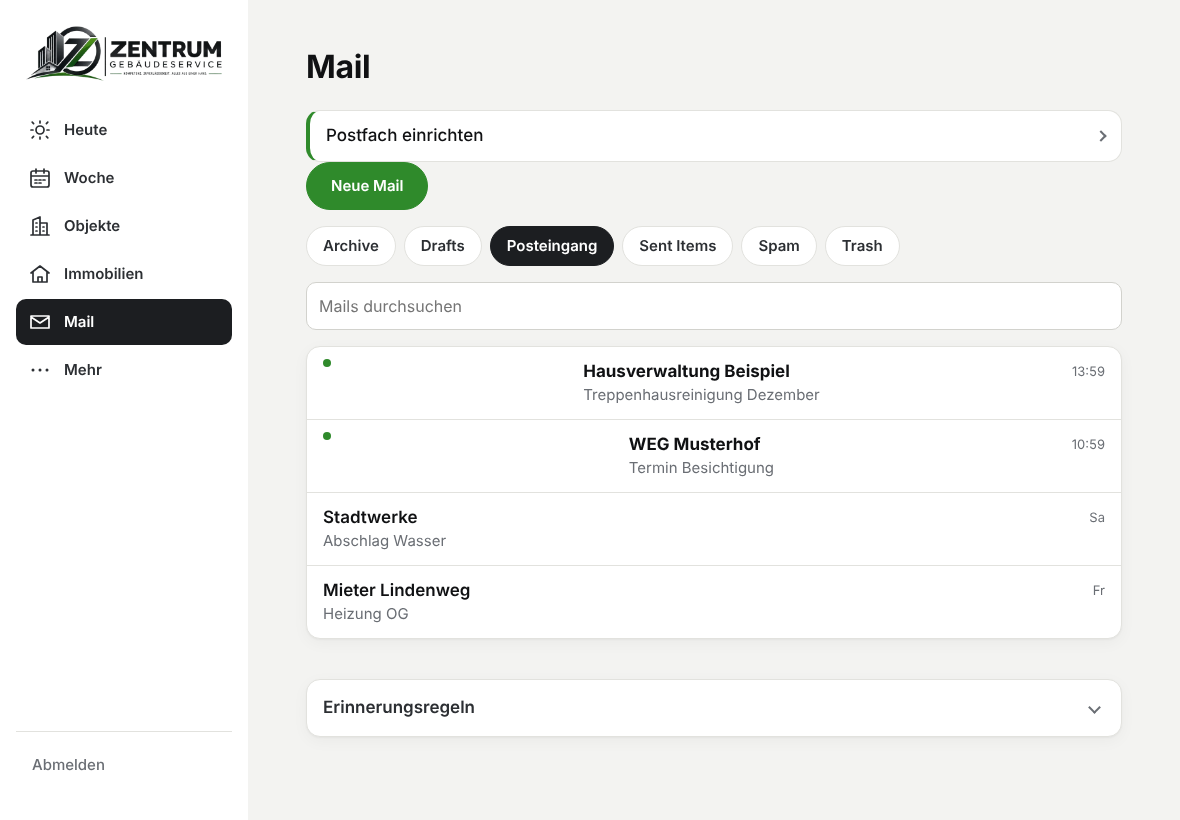 ZENTRUM
GEBÄUDESERVICE
Heute
Woche
Objekte
Immobilien
Mail
Mehr
Abmelden
Mail
Postfach einrichten
Neue Mail
Archive
Drafts
Posteingang
Sent Items
Spam
Trash
Mails durchsuchen
Hausverwaltung Beispiel
13:59
Treppenhausreinigung Dezember
WEG Musterhof
10:59
Termin Besichtigung
Stadtwerke
Sa
Abschlag Wasser
Mieter Lindenweg
Fr
Heizung OG
Erinnerungsregeln